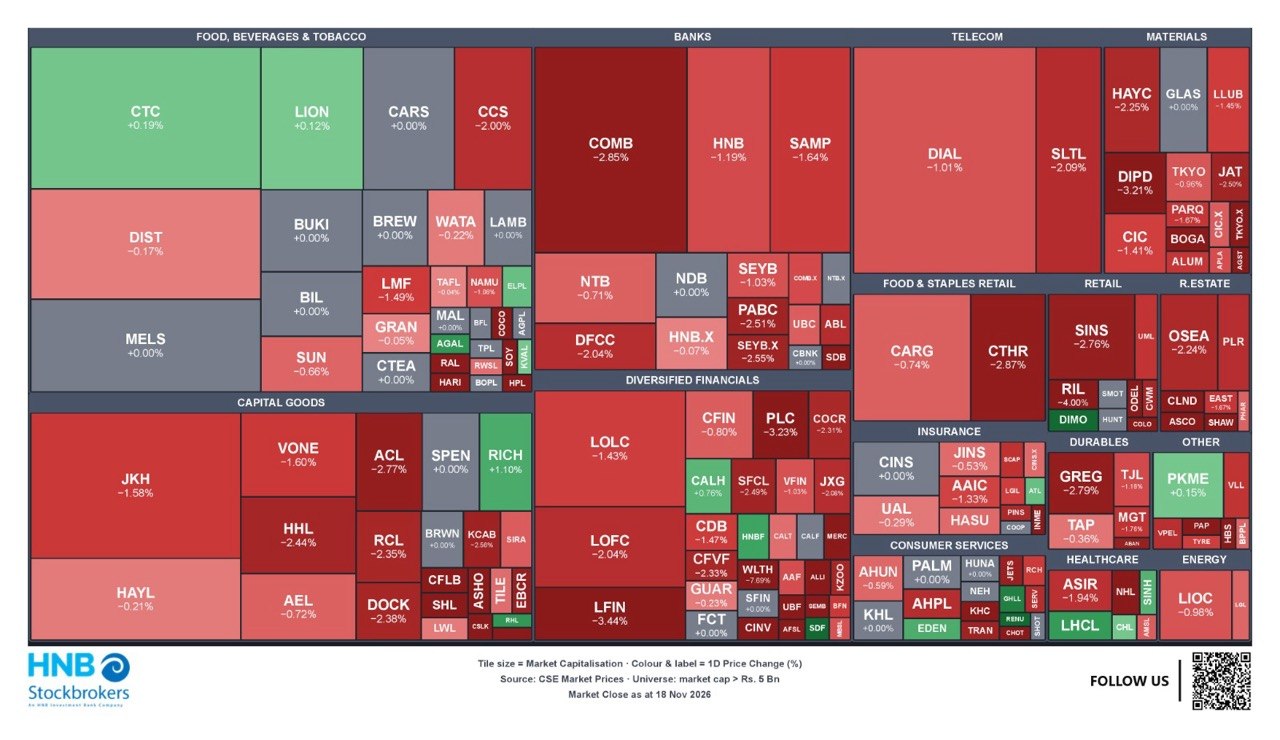 FOOD, BEVERAGES & TOBACCO
CTC
+0.19%
LION
+0.12%
CARS
+0.00%
CCS
−2.00%
DIST
−0.17%
BUKI
+0.00%
BREW
+0.00%
WATA
−0.22%
LAMB
+0.00%
MELS
+0.00%
BIL
+0.00%
SUN
−0.66%
LMF
−1.49%
GRAN
−0.05%
CTEA
+0.00%
TAFL
−0.04%
NAMU
ELPL
MAL
+0.00%
BFL
COCO
AGPL
AGAL
TPL
SOY
KVAL
RAL
RWSL
HARI
BOPL
HPL
BANKS
COMB
−2.85%
HNB
−1.19%
SAMP
−1.64%
NTB
−0.71%
NDB
+0.00%
SEYB
−1.03%
COMB.X
NTB.X
DFCC
−2.04%
HNB.X
−0.07%
PABC
−2.51%
UBC
ABL
SEYB.X
−2.55%
CBNK
+0.00%
SDB
TELECOM
DIAL
−1.01%
SLTL
−2.09%
MATERIALS
HAYC
−2.25%
GLAS
+0.00%
LLUB
−1.45%
DIPD
−3.21%
TKYO
−0.96%
JAT
−2.50%
CIC
−1.41%
PARQ
−1.67%
CIC.X
TKYO.X
BOGA
ALUM
APLA
AGST
CAPITAL GOODS
JKH
−1.58%
HAYL
−0.21%
VONE
−1.60%
HHL
−2.44%
AEL
−0.72%
ACL
−2.77%
SPEN
+0.00%
RICH
+1.10%
RCL
−2.35%
BRWN
+0.00%
KCAB
−2.50%
SIRA
DOCK
−2.38%
CFLB
SHL
LWL
ASHO
TILE
EBCR
CSLK
RHL
DIVERSIFIED FINANCIALS
LOLC
−1.43%
LOFC
−2.04%
LFIN
−3.44%
CFIN
−0.80%
PLC
−3.23%
COCR
−2.31%
CALH
+0.76%
SFCL
−2.49%
VFIN
−1.03%
JXG
−2.06%
CDB
−1.47%
HNBF
CALT
CALF
MERC
CFVF
−2.33%
WLTH
−7.69%
AAF
ALLI
KZOO
GUAR
−0.23%
SFIN
+0.00%
UBF
BFN
FCT
+0.00%
CINV
AFSL
SDF
FOOD & STAPLES RETAIL
CARG
−0.74%
CTHR
−2.87%
RETAIL
SINS
−2.76%
UML
RIL
−4.00%
SMOT
ODEL
CWM
DIMO
HUNT
COLO
R.ESTATE
OSEA
−2.24%
PLR
CLND
EAST
−1.67%
PHAR
ASCO
SHAW
INSURANCE
CINS
+0.00%
UAL
−0.29%
JINS
−0.53%
SCAP
CINS.X
AAIC
−1.33%
LGIL
ATL
HASU
PINS
COOP
INME
DURABLES
GREG
−2.79%
TJL
TAP
−0.36%
MGT
ABAN
OTHER
PKME
+0.15%
VLL
VPEL
PAP
TYRE
HBS
BPPL
CONSUMER SERVICES
AHUN
−0.59%
PALM
+0.00%
HUNA
+0.00%
JETS
RCH
KHL
+0.00%
AHPL
EDEN
NEH
KHC
TRAN
GHLL
SERV
RENU
CHOT
SHOT
HEALTHCARE
ASIR
−1.94%
NHL
SINH
LHCL
CHL
AMSL
ENERGY
LIOC
−0.98%
LGL
HNB
Stockbrokers
An HNB Investment Bank Company
Tile size = Market Capitalisation · Colour & label = 1D Price Change (%)
Source: CSE Market Prices · Universe: market cap > Rs. 5 Bn
Market Close as at 18 Nov 2026
FOLLOW US